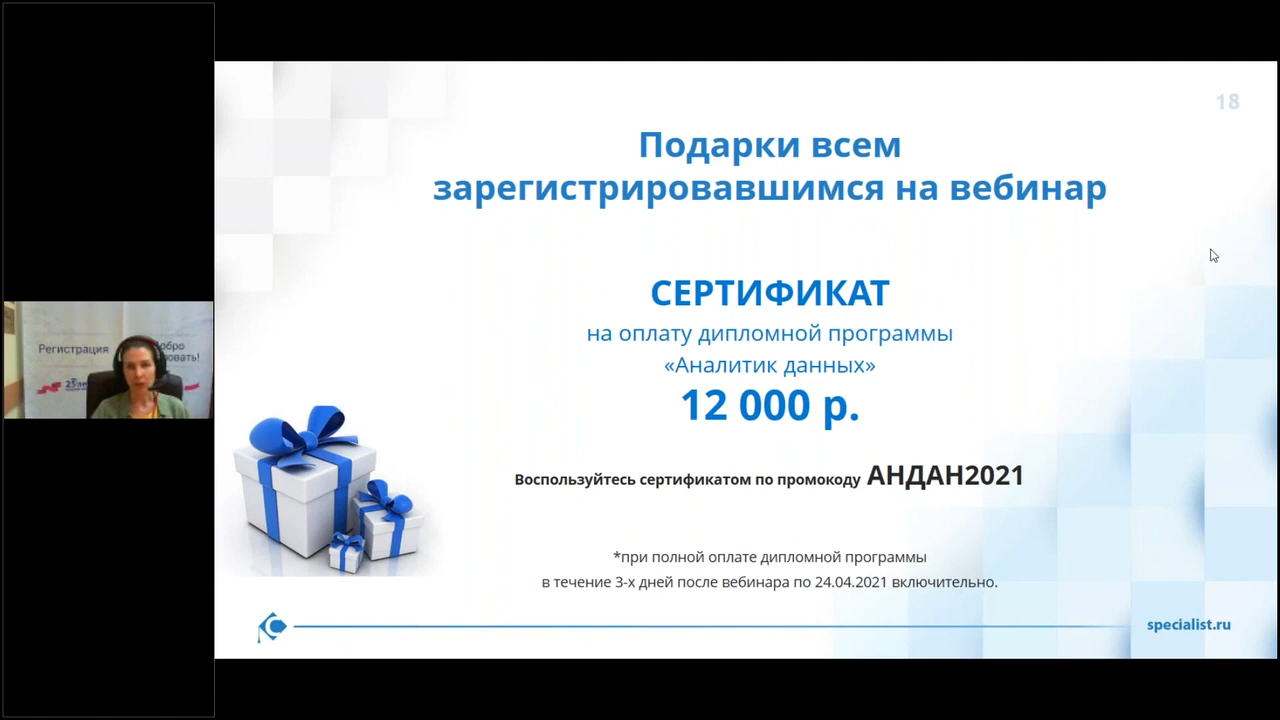 18
Подарки всем
зарегистрировавшимся на вебинар
СЕРТИФИКАТ
на оплату дипломной программы
«Аналитик данных»
12 000 р.
Воспользуйтесь сертификатом по промокоду АНДАН2021
*при полной оплате дипломной программы
в течение 3-х дней после вебинара по 24.04.2021 включительно.
specialist.ru
Регистрация
25 ле